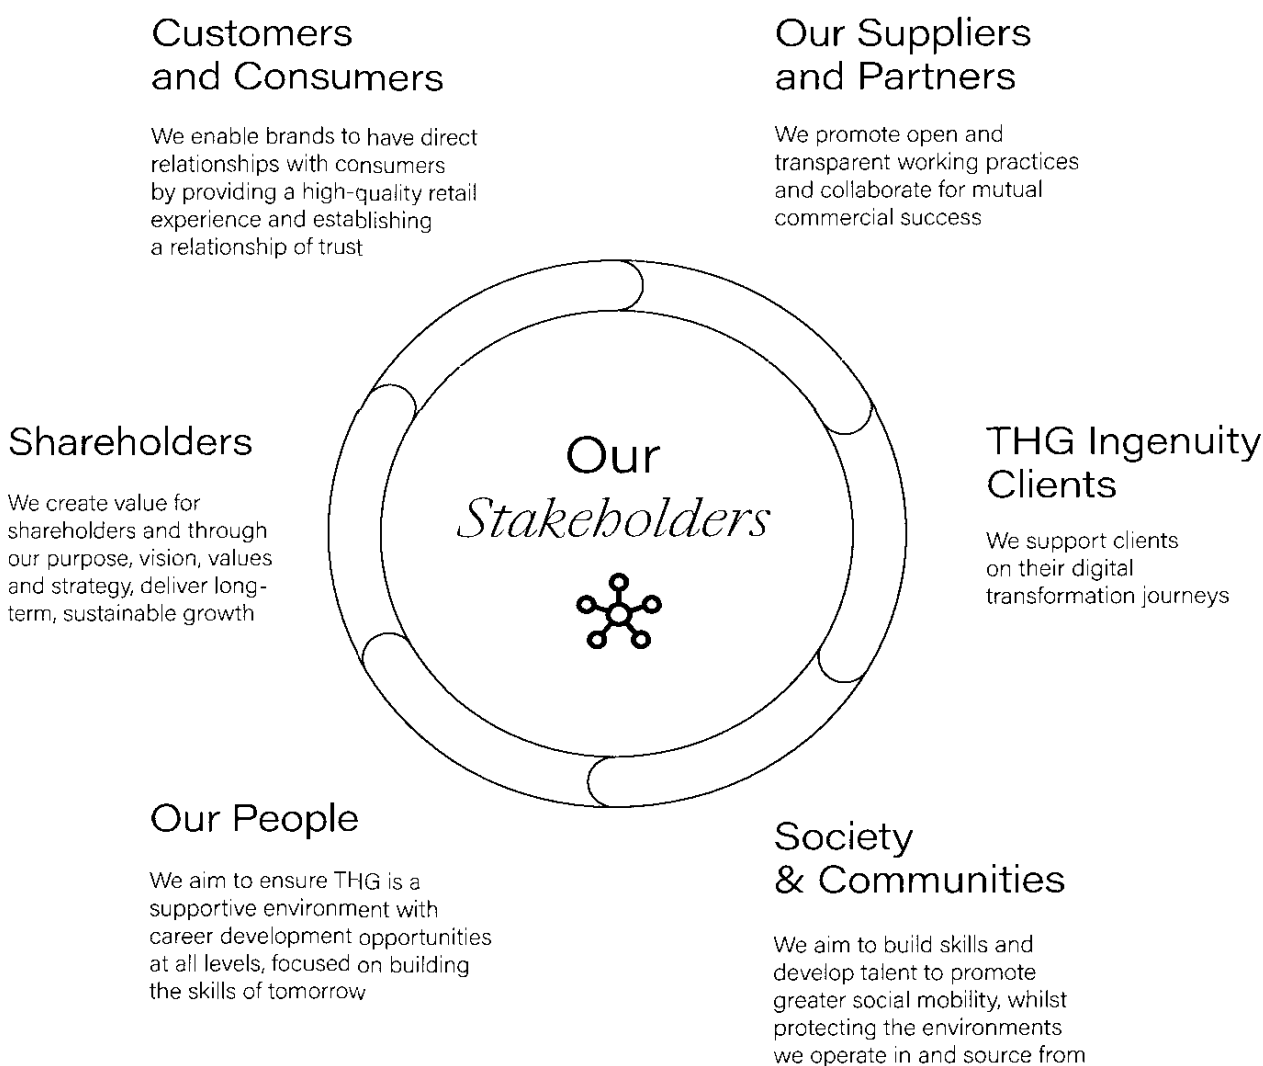 Customers
and Consumers
We enable brands to have direct
relationships with consumers
by providing a high-quality retail
experience and establishing
a relationship of trust
Our Suppliers
and Partners
We promote open and
transparent working practices
and collaborate for mutual
commercial success
Shareholders
We create value for
shareholders and through
our purpose, vision, values
and strategy, deliver long-
term, sustainable growth
Our
Stakeholders
THG Ingenuity
Clients
We support clients
on their digital
transformation journeys
Our People
We aim to ensure THG is a
supportive environment with
career development opportunities
at all levels, focused on building
the skills of tomorrow
Society
& Communities
We aim to build skills and
develop talent to promote
greater social mobility, whilst
protecting the environments
we operate in and source from